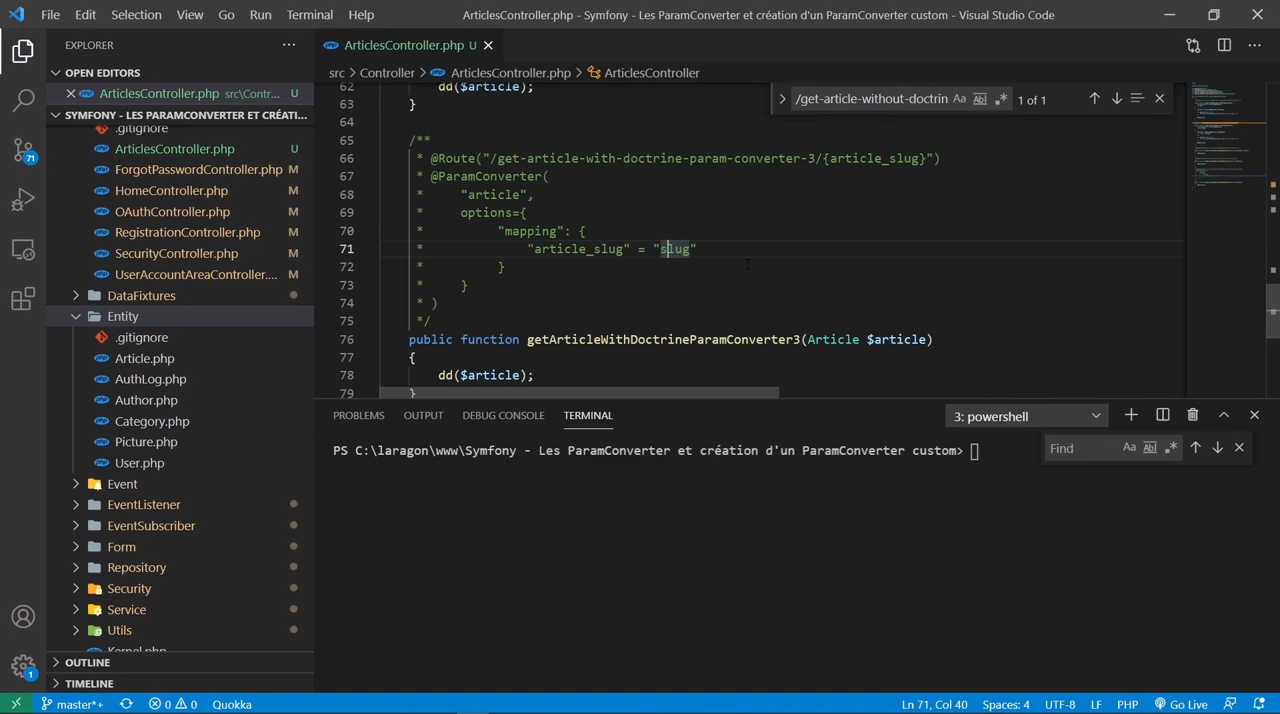 File Edit Selection View Go Run Terminal Help
ArticlesController.php - Symfony - Les ParamConverter et création d'un ParamConverter custom - Visual Studio Code
EXPLORER
OPEN EDITORS
ArticlesController.php src\Contr... U
SYMFONY - LES PARAMCONVERTER ET CRÉATI...
.gitignore
ArticlesController.php U
ForgotPasswordController.php M
HomeController.php M
OAuthController.php M
RegistrationController.php M
SecurityController.php M
UserAccountAreaController.... M
DataFixtures
Entity
.gitignore
Article.php
AuthLog.php
Author.php
Category.php
Picture.php
User.php
Event
EventListener
EventSubscriber
Form
Repository
Security
Service
Utils
Kernel.php
OUTLINE
TIMELINE
71
1
ArticlesController.php U
src > Controller > ArticlesController.php > ArticlesController
/get-article-without-doctrin Aa Ab| .* 1 of 1
62 dd($article);
63 }
64
65 /**
66 * @Route("/get-article-with-doctrine-param-converter-3/{article_slug}")
67 * @ParamConverter(
68 * "article",
69 * options={
70 * "mapping": {
71 * "article_slug" = "slug"
72 * }
73 * }
74 * )
75 */
76 public function getArticleWithDoctrineParamConverter3(Article $article)
77 {
78 dd($article);
79 }
PROBLEMS OUTPUT DEBUG CONSOLE TERMINAL
3: powershell
PS C:\laragon\www\Symfony - Les ParamConverter et création d'un ParamConverter custom>
Find Aa Ab| .*
master*+ 0 0 Quokka
Ln 71, Col 40 Spaces: 4 UTF-8 LF PHP Go Live